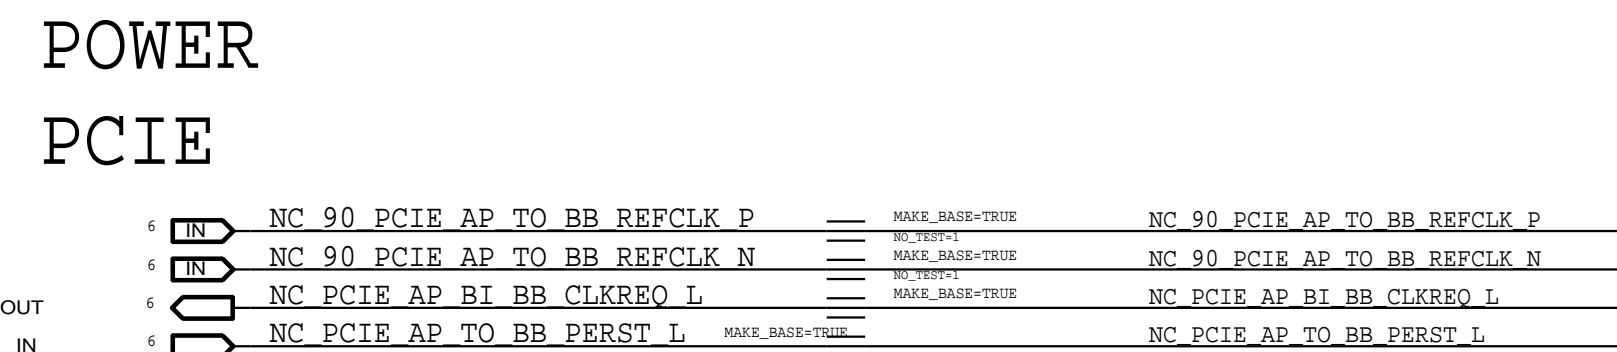 POWER
PCIE
6 IN NC_90_PCIE_AP_TO_BB_REFCLK_P MAKE_BASE=TRUE NC_90_PCIE_AP_TO_BB_REFCLK_P
NO_TEST=1
6 IN NC_90_PCIE_AP_TO_BB_REFCLK_N MAKE_BASE=TRUE NC_90_PCIE_AP_TO_BB_REFCLK_N
NO_TEST=1
OUT 6 NC_PCIE_AP_BI_BB_CLKREQ_L MAKE_BASE=TRUE NC_PCIE_AP_BI_BB_CLKREQ_L
IN 6 NC_PCIE_AP_TO_BB_PERST_L MAKE_BASE=TRUE NC_PCIE_AP_TO_BB_PERST_L